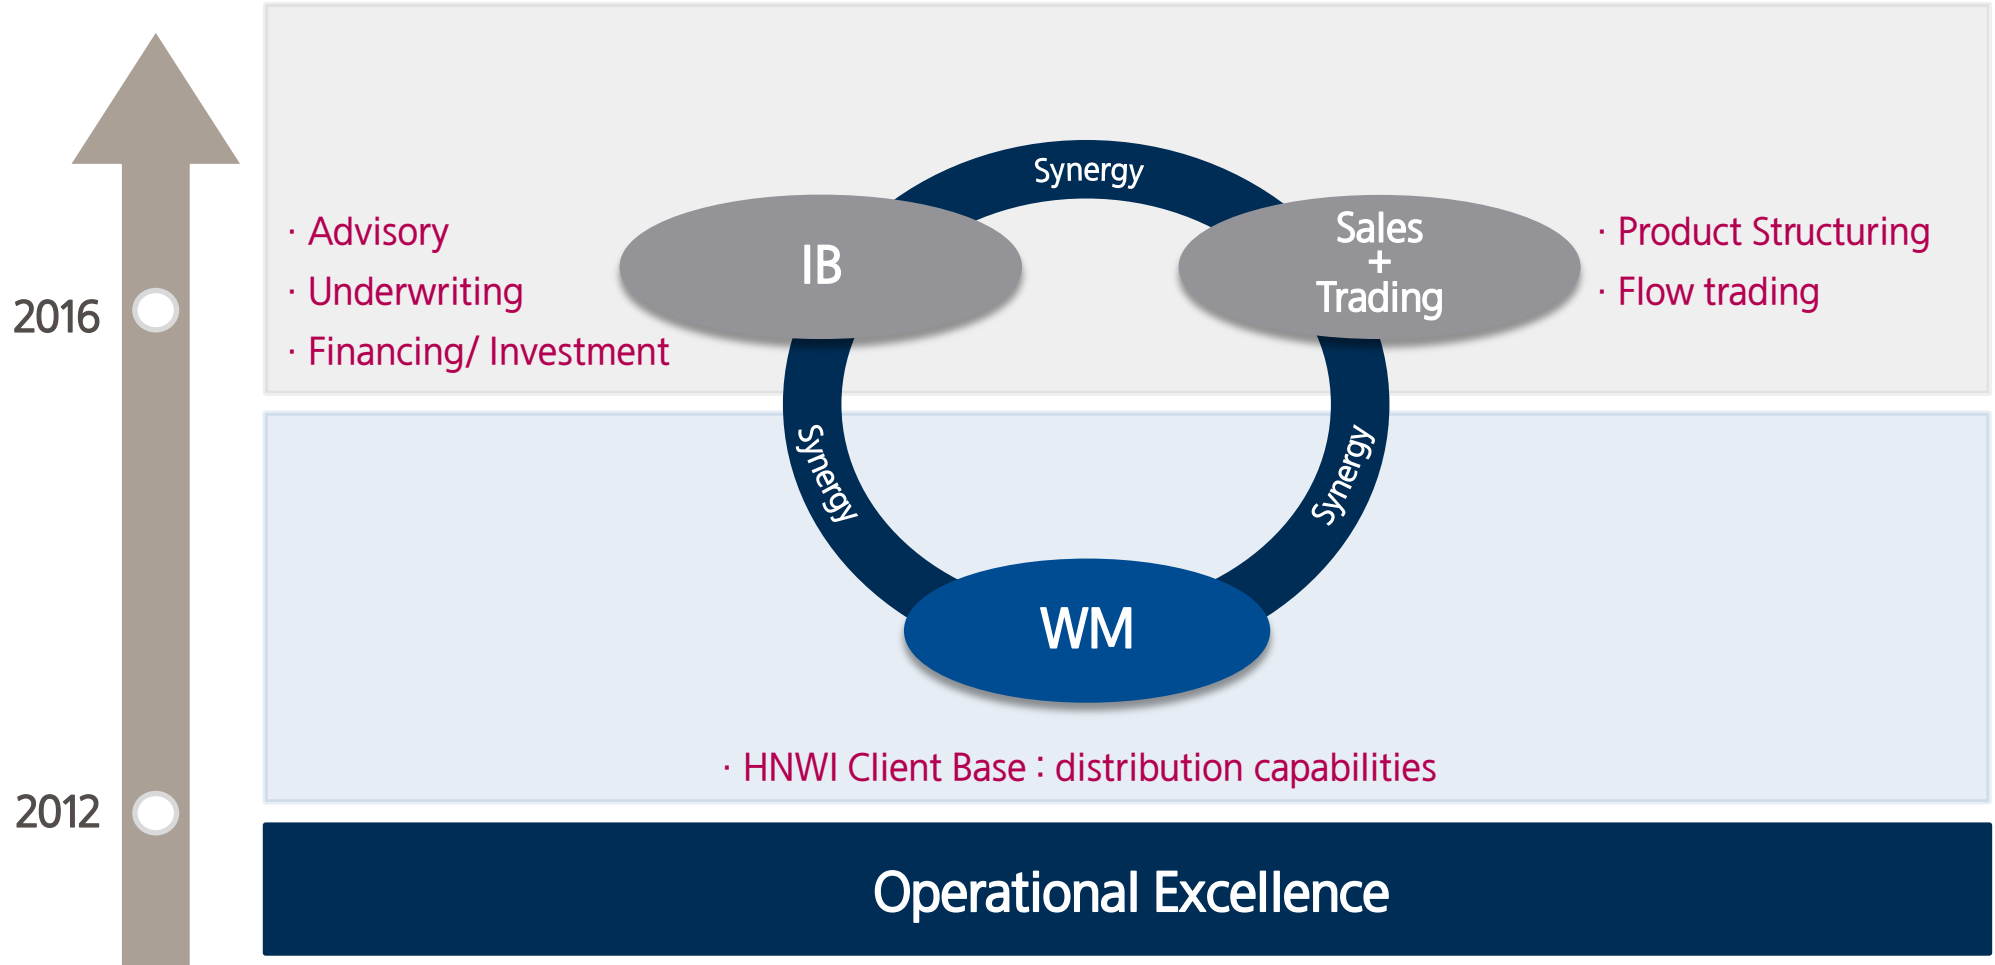 Synergy
IB
Sales
+
Trading
· Advisory
· Underwriting
· Financing/ Investment
· Product Structuring
· Flow trading
2016
Synergy
Synergy
WM
· HNWI Client Base : distribution capabilities
2012
Operational Excellence